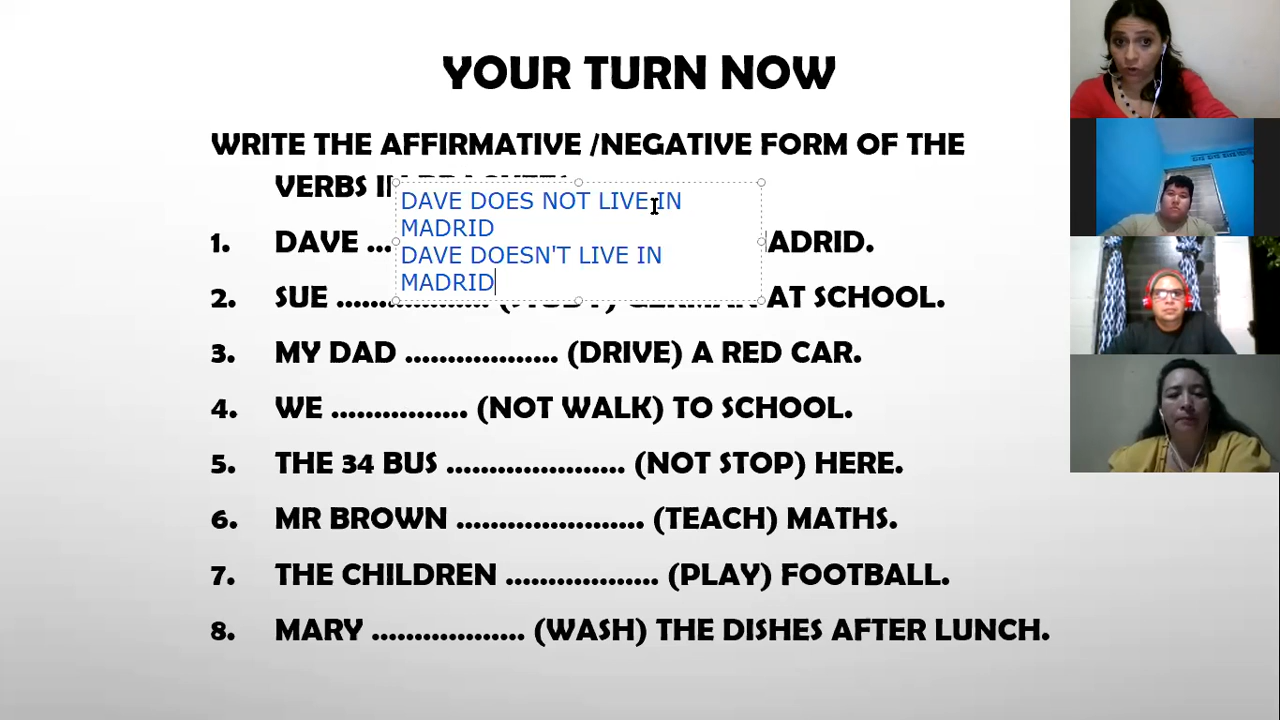 YOUR TURN NOW
WRITE THE AFFIRMATIVE /NEGATIVE FORM OF THE
VERBS
DAVE DOES NOT LIVE IN
MADRID
DAVE DOESN'T LIVE IN
MADRID
1. DAVE ... ADRID.
2. SUE .................. GERMAN AT SCHOOL.
3. MY DAD .................. (DRIVE) A RED CAR.
4. WE ................ (NOT WALK) TO SCHOOL.
5. THE 34 BUS ..................... (NOT STOP) HERE.
6. MR BROWN ...................... (TEACH) MATHS.
7. THE CHILDREN .................. (PLAY) FOOTBALL.
8. MARY .................. (WASH) THE DISHES AFTER LUNCH.